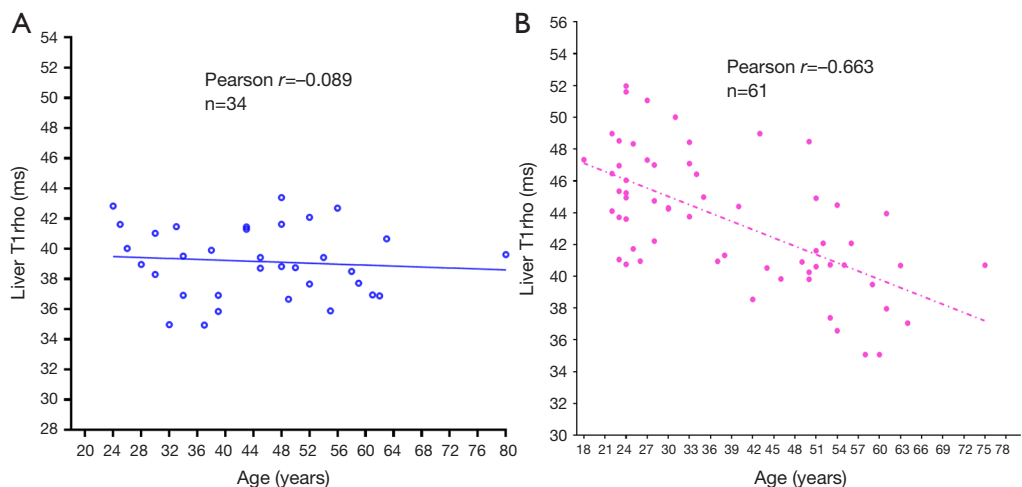 A
Pearson r=–0.089
n=34
Liver T1rho (ms)
54
52
50
48
46
44
42
40
38
36
34
32
30
28
20 24 28 32 36 40 44 48 52 56 60 64 68 72 76 80
Age (years)
B
Pearson r=–0.663
n=61
Liver T1rho (ms)
56
54
52
50
48
46
44
42
40
38
36
34
32
30
18 21 24 27 30 33 36 39 42 45 48 51 54 57 60 63 66 69 72 75 78
Age (years)